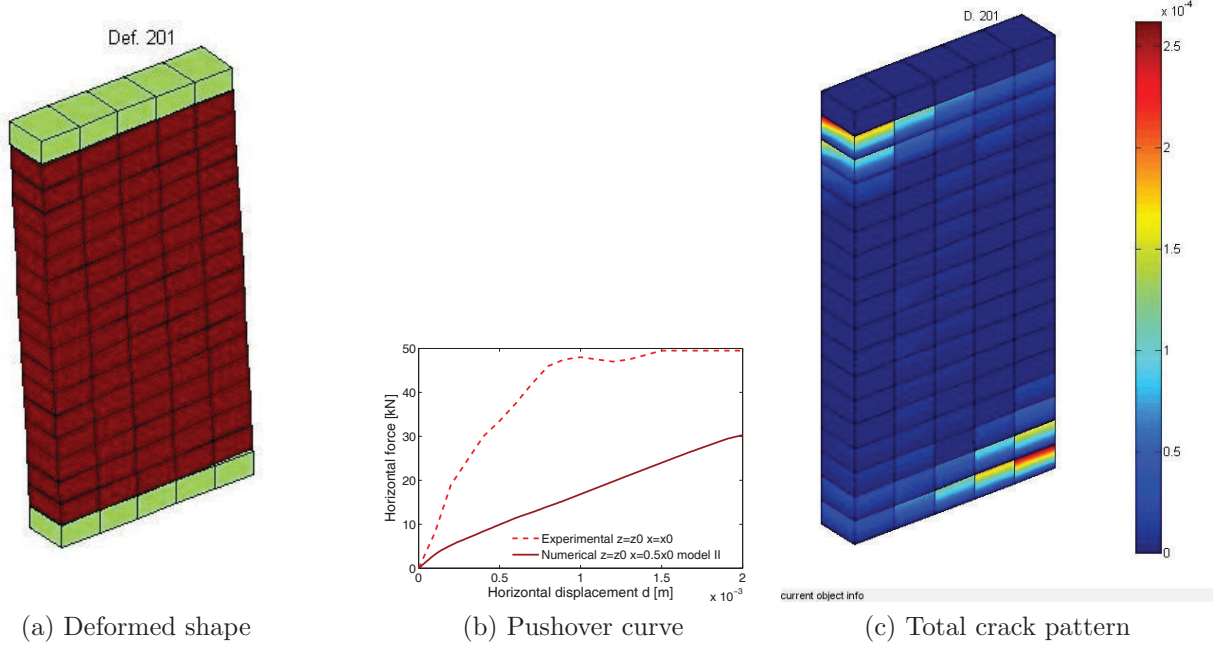 Def. 201
D. 201
x 10⁻⁴
2.5
2
1.5
1
0.5
0
50
40
30
20
10
0
Horizontal force [kN]
Experimental z=z0 x=x0
Numerical z=z0 x=0.5x0 model II
0 0.5 1 1.5 2
Horizontal displacement d [m]
x 10⁻³
current object info
(a) Deformed shape
(b) Pushover curve
(c) Total crack pattern